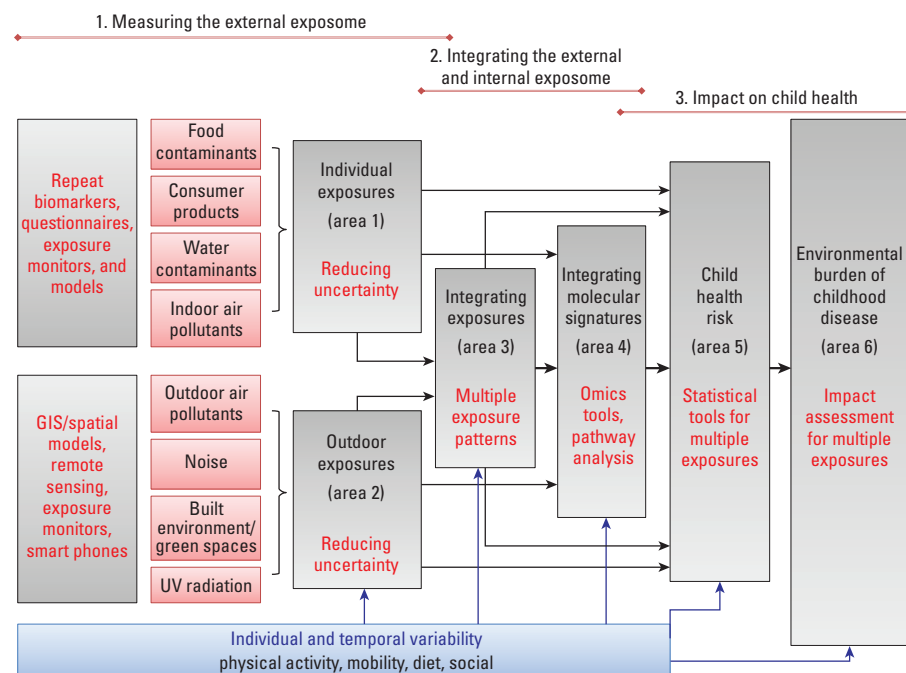 1. Measuring the external exposome
2. Integrating the external
and internal exposome
3. Impact on child health
Repeat
biomarkers,
questionnaires,
exposure
monitors, and
models
Food
contaminants
Consumer
products
Water
contaminants
Indoor air
pollutants
Individual
exposures
(area 1)
Reducing
uncertainty
GIS/spatial
models,
remote
sensing,
exposure
monitors,
smart phones
Outdoor air
pollutants
Noise
Built
environment/
green spaces
UV radiation
Outdoor
exposures
(area 2)
Reducing
uncertainty
Integrating
exposures
(area 3)
Multiple
exposure
patterns
Integrating
molecular
signatures
(area 4)
Omics
tools,
pathway
analysis
Child
health
risk
(area 5)
Statistical
tools for
multiple
exposures
Environmental
burden of
childhood
disease
(area 6)
Impact
assessment
for multiple
exposures
Individual and temporal variability
physical activity, mobility, diet, social